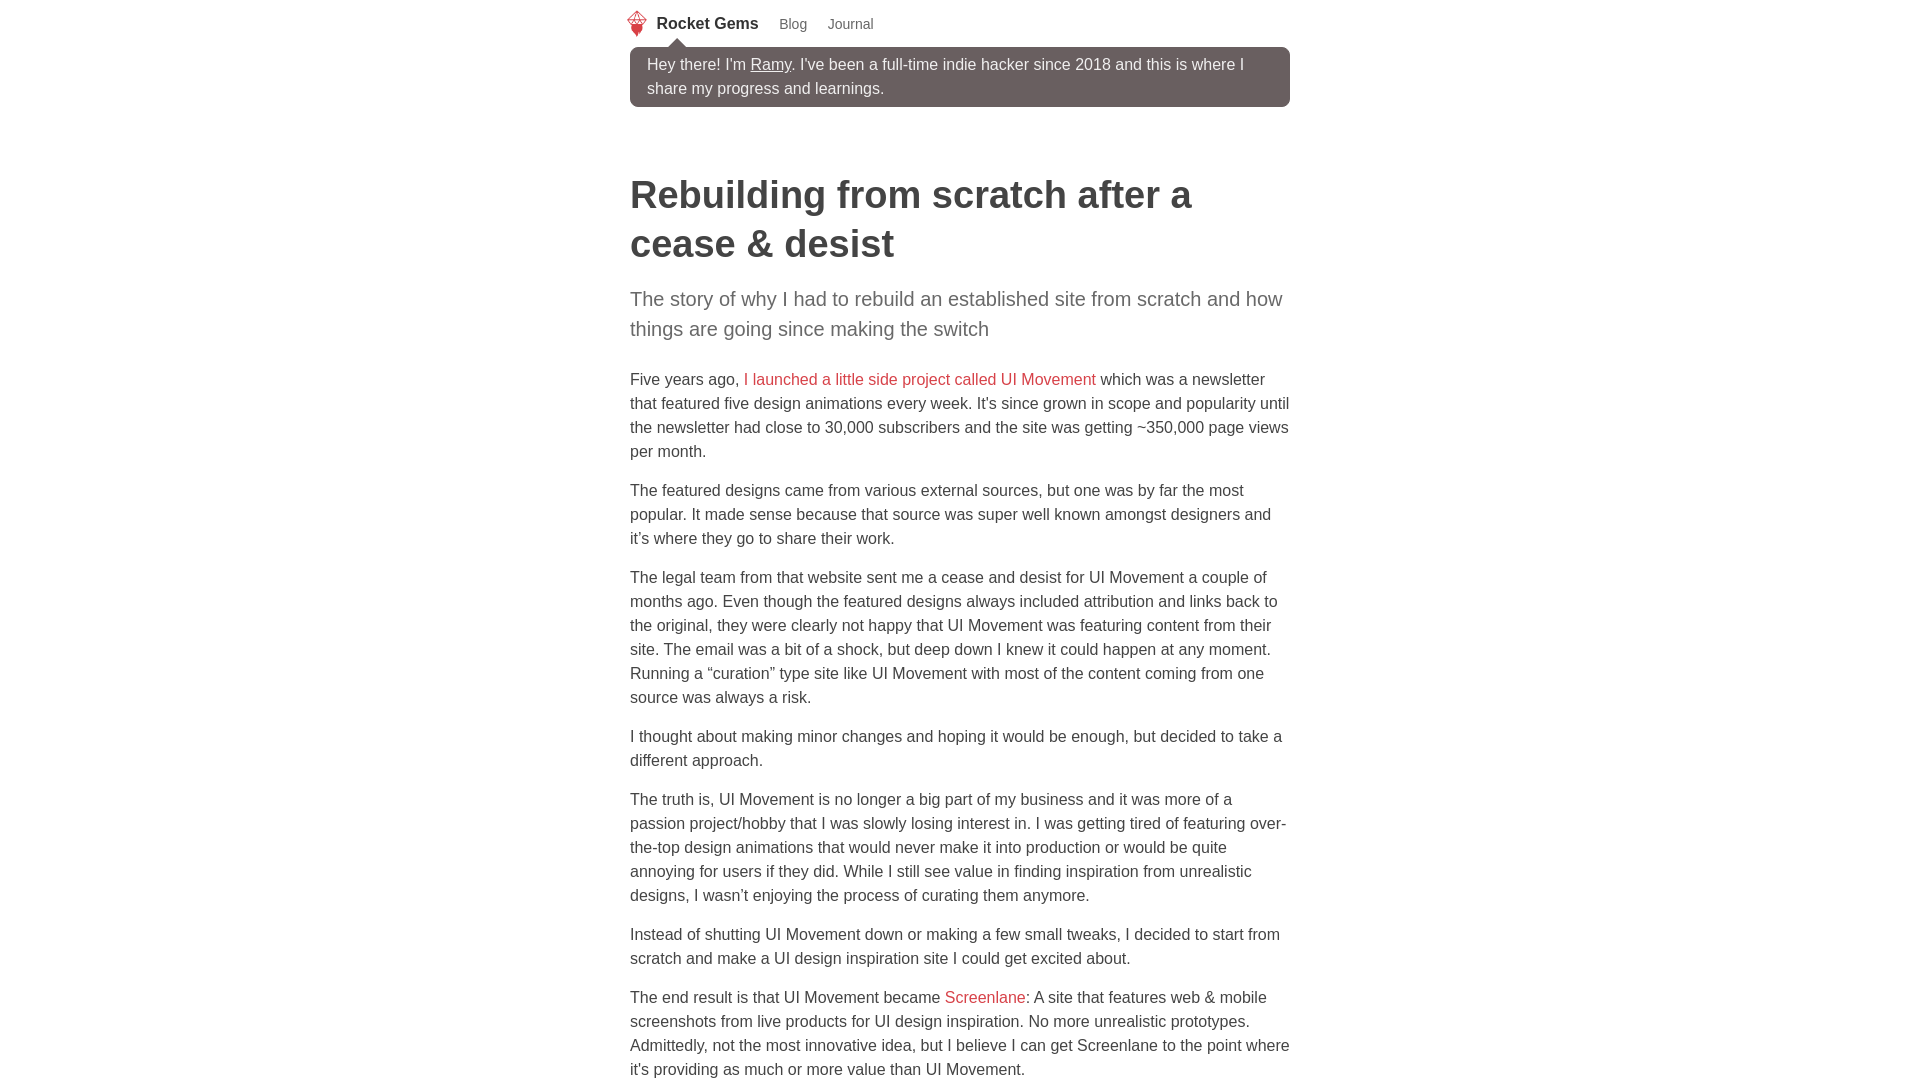 Rocket Gems Blog Journal
Hey there! I'm Ramy. I've been a full-time indie hacker since 2018 and this is where I
share my progress and learnings.
Rebuilding from scratch after a
cease & desist
The story of why I had to rebuild an established site from scratch and how
things are going since making the switch
Five years ago, I launched a little side project called UI Movement which was a newsletter
that featured five design animations every week. It's since grown in scope and popularity until
the newsletter had close to 30,000 subscribers and the site was getting ~350,000 page views
per month.
The featured designs came from various external sources, but one was by far the most
popular. It made sense because that source was super well known amongst designers and
it’s where they go to share their work.
The legal team from that website sent me a cease and desist for UI Movement a couple of
months ago. Even though the featured designs always included attribution and links back to
the original, they were clearly not happy that UI Movement was featuring content from their
site. The email was a bit of a shock, but deep down I knew it could happen at any moment.
Running a “curation” type site like UI Movement with most of the content coming from one
source was always a risk.
I thought about making minor changes and hoping it would be enough, but decided to take a
different approach.
The truth is, UI Movement is no longer a big part of my business and it was more of a
passion project/hobby that I was slowly losing interest in. I was getting tired of featuring over-
the-top design animations that would never make it into production or would be quite
annoying for users if they did. While I still see value in finding inspiration from unrealistic
designs, I wasn’t enjoying the process of curating them anymore.
Instead of shutting UI Movement down or making a few small tweaks, I decided to start from
scratch and make a UI design inspiration site I could get excited about.
The end result is that UI Movement became Screenlane: A site that features web & mobile
screenshots from live products for UI design inspiration. No more unrealistic prototypes.
Admittedly, not the most innovative idea, but I believe I can get Screenlane to the point where
it's providing as much or more value than UI Movement.